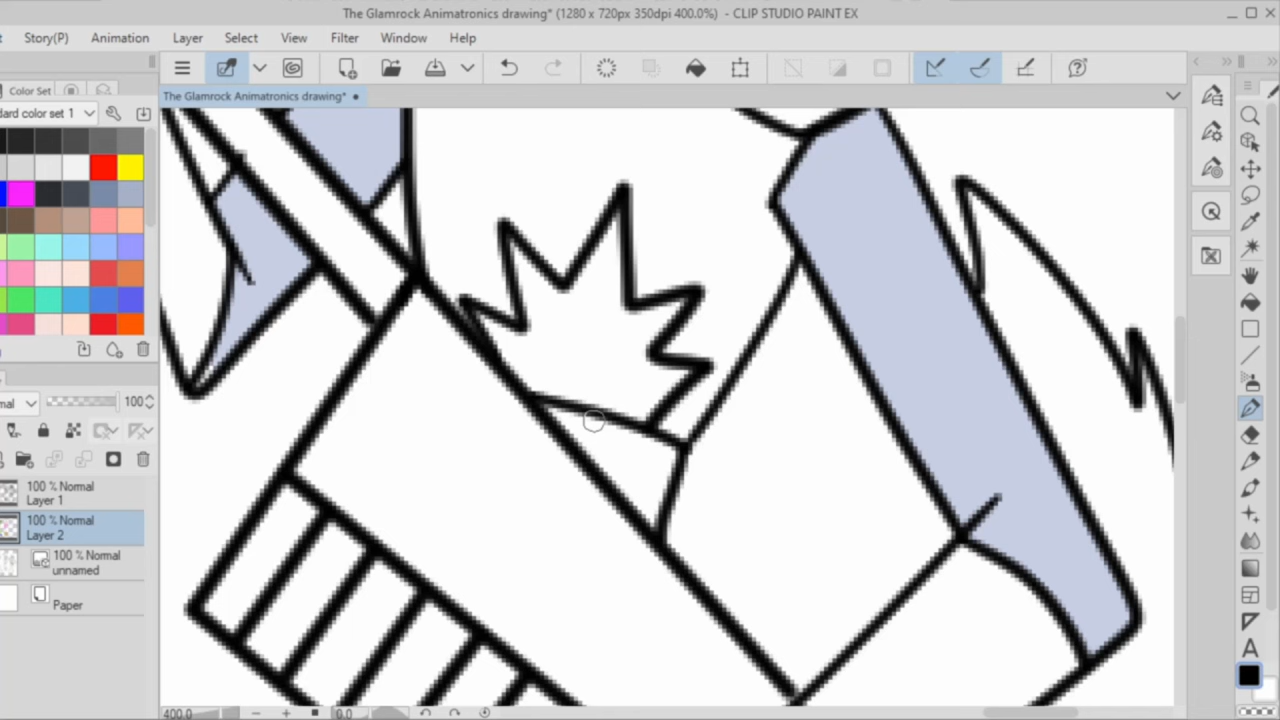 The Glamrock Animatronics drawing* (1280 x 720px 350dpi 400.0%) - CLIP STUDIO PAINT EX
Story(P) Animation Layer Select View Filter Window Help
The Glamrock Animatronics drawing*
Color Set
dard color set 1
mal 100
100 % Normal
Layer 1
100 % Normal
Layer 2
100 % Normal
unnamed
Paper
A
400.0 0.0